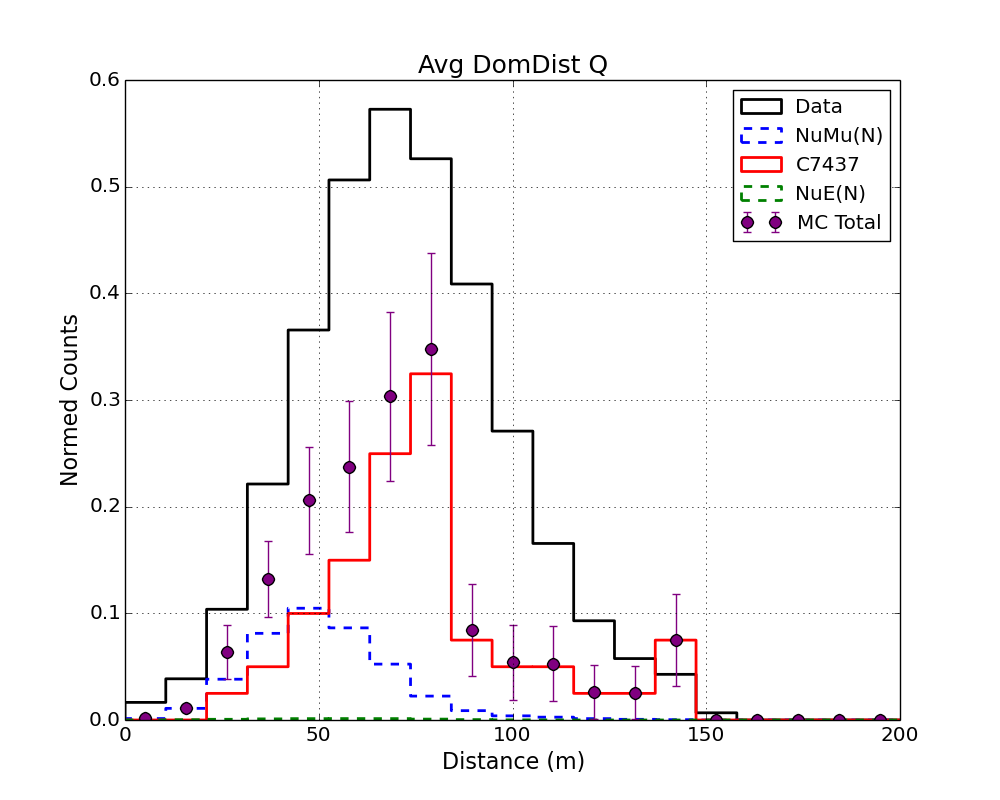 Avg DomDist Q
Normed Counts
0.6
0.5
0.4
0.3
0.2
0.1
0.0
0
50
100
150
200
Distance (m)
Data
NuMu(N)
C7437
NuE(N)
MC Total